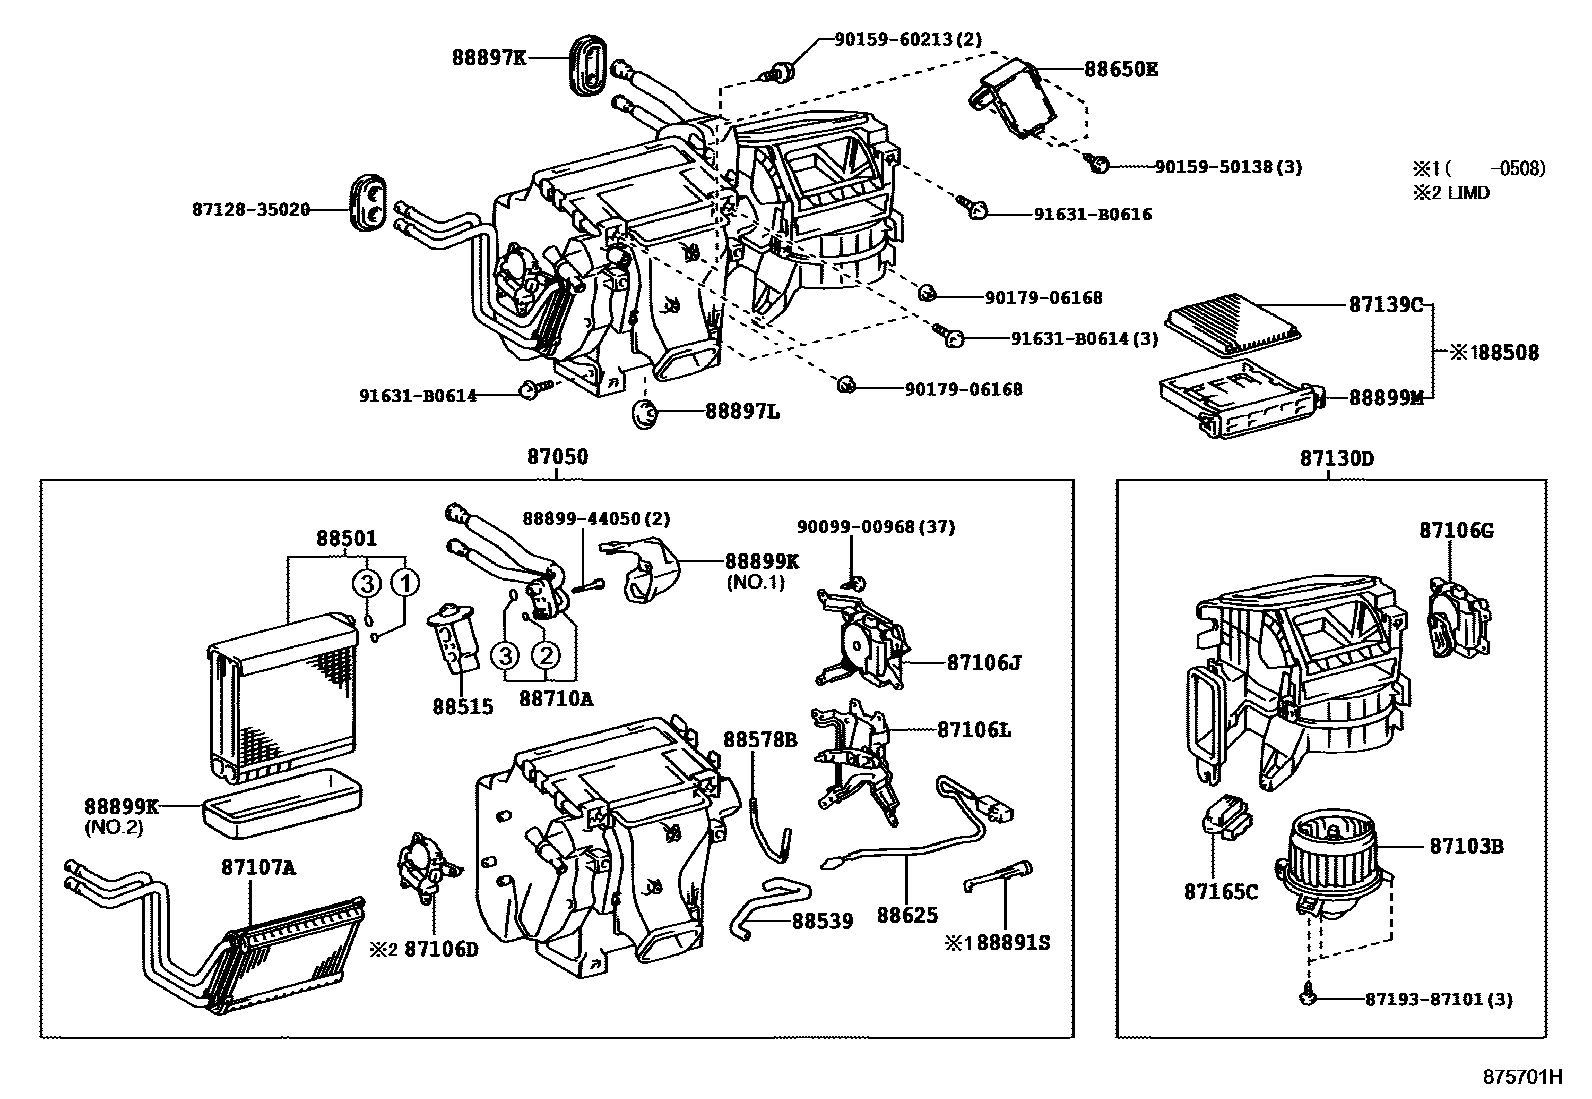 90159-60213(2)
88897K
88650E
90159-50138(3)
※1(   -0508)
※2 LIMD
87128-35020
91631-B0616
90179-06168
87139C
91631-B0614(3)
※188508
91631-B0614
90179-06168
88899M
88897L
87050
87130D
88899-44050(2)
90099-00968(37)
87106G
88501
88899K
(NO.1)
3
1
3
2
87106J
88515
88710A
87106L
88578B
88899K
(NO.2)
87103B
87107A
87165C
88539
88625
※2 87106D
※188891S
87193-87101(3)
875701H